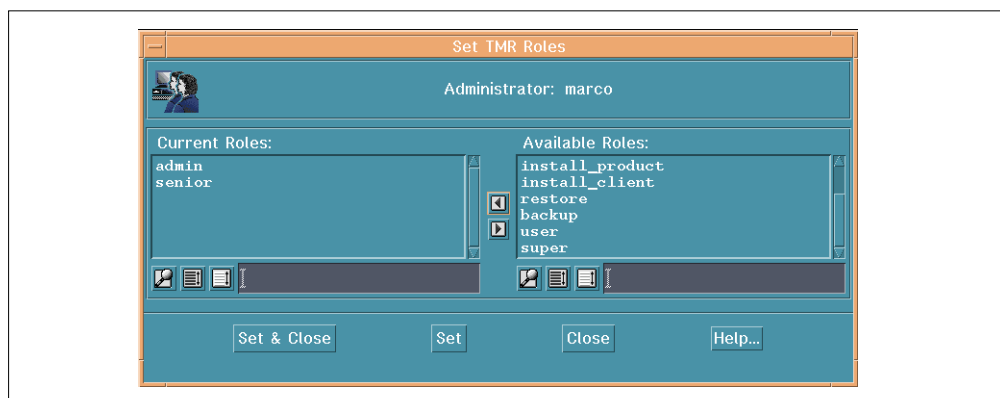 Set TMR Roles
Administrator: marco
Current Roles:
admin
senior
Available Roles:
install_product
install_client
restore
backup
user
super
Set & Close
Set
Close
Help...